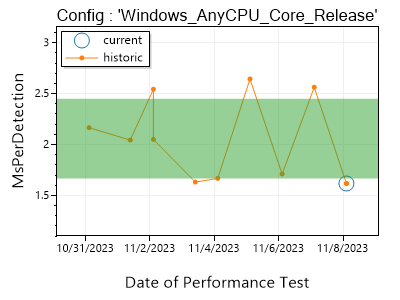 Config : 'Windows_AnyCPU_Core_Release'
current
historic
3
2.5
2
1.5
MsPerDetection
10/31/2023 11/2/2023 11/4/2023 11/6/2023 11/8/2023
Date of Performance Test